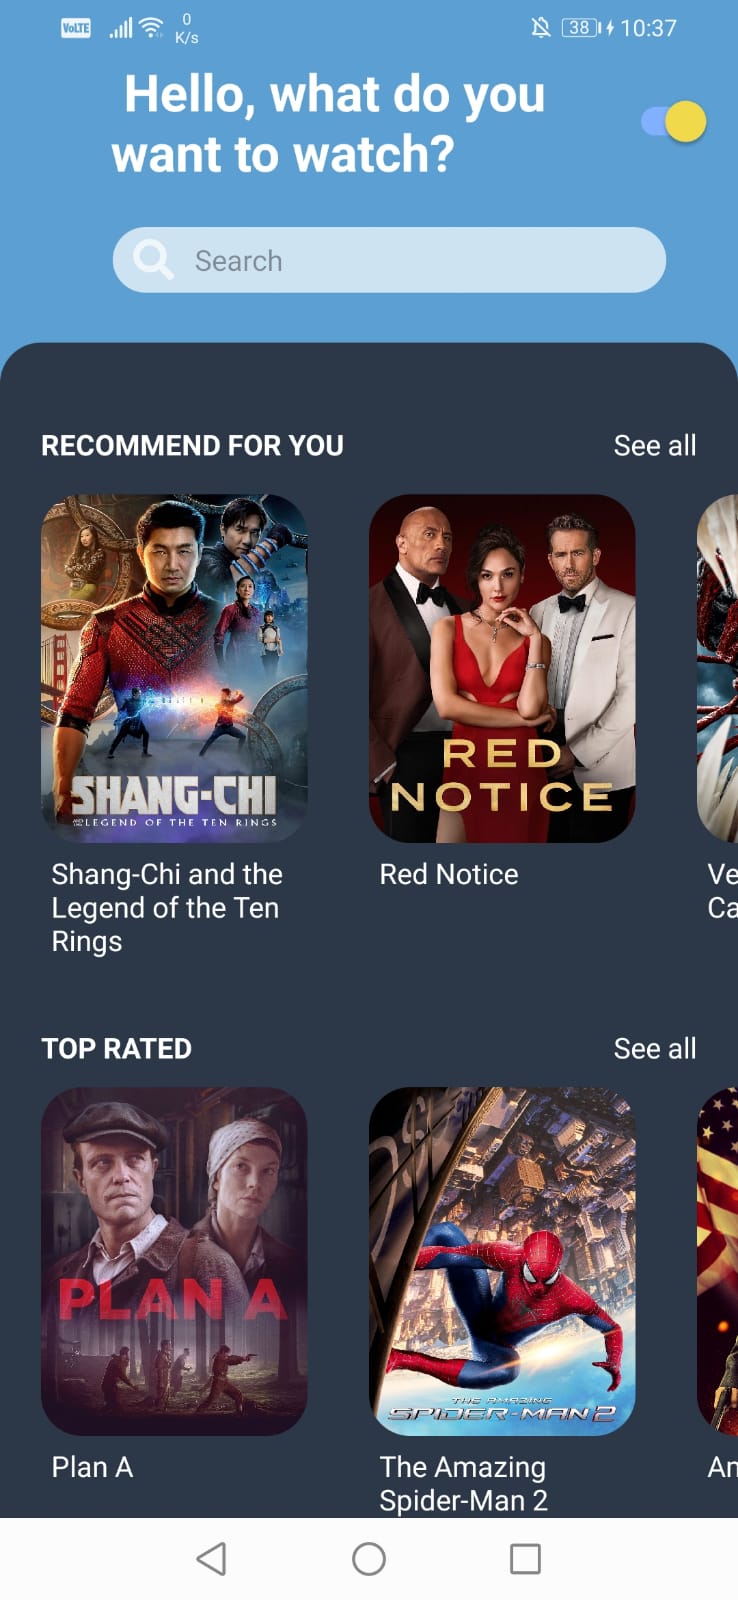 VoLTE 0 K/s 38 10:37
Hello, what do you
want to watch?
Search
RECOMMEND FOR YOU See all
SHANG-CHI
AND THE LEGEND OF THE TEN RINGS
RED
NOTICE
Shang-Chi and the
Legend of the Ten
Rings
Red Notice
Ve
Ca
TOP RATED See all
PLAN A
THE AMAZING
SPIDER-MAN 2
Plan A
The Amazing
Spider-Man 2
An